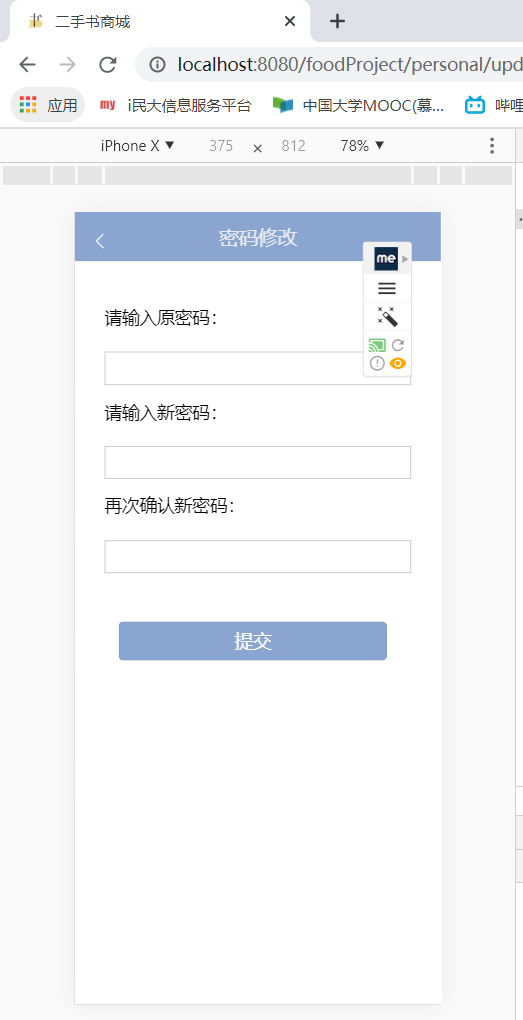 二手书商城
localhost:8080/foodProject/personal/upd
应用 my i民大信息服务平台 中国大学MOOC(慕... 哔哩
iPhone X ▼ 375 × 812 78% ▼
密码修改
me
请输入原密码：
请输入新密码：
再次确认新密码：
提交